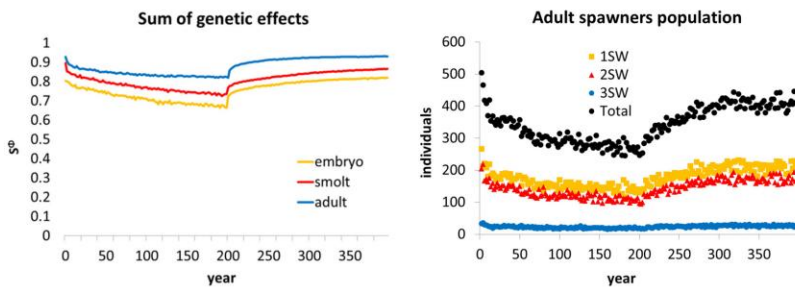 Sum of genetic effects
1
0.9
0.8
0.7
0.6
0.5
0.4
0.3
0.2
0.1
0
SΦ
embryo
smolt
adult
0 50 100 150 200 250 300 350
year
Adult spawners population
600
500
400
300
200
100
0
individuals
1SW
2SW
3SW
Total
0 50 100 150 200 250 300 350
year